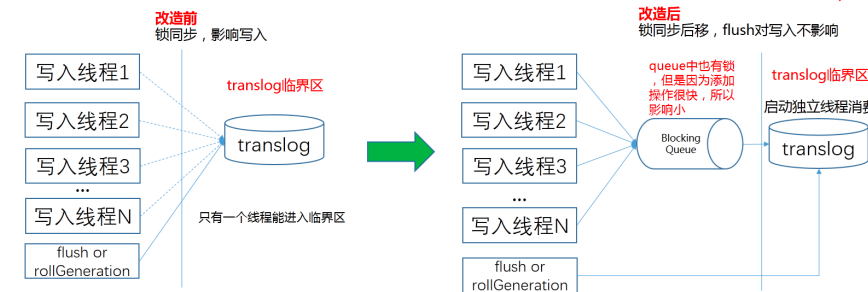 改造前
锁同步，影响写入
写入线程1
写入线程2
写入线程3
...
写入线程N
flush or
rollGeneration
translog临界区
translog
只有一个线程能进入临界区
改造后
锁同步后移，flush对写入不影响
写入线程1
写入线程2
写入线程3
...
写入线程N
flush or
rollGeneration
queue中也有锁
，但是因为添加
操作很快，所以
影响小
Blocking
Queue
translog临界区
启动独立线程消费
translog